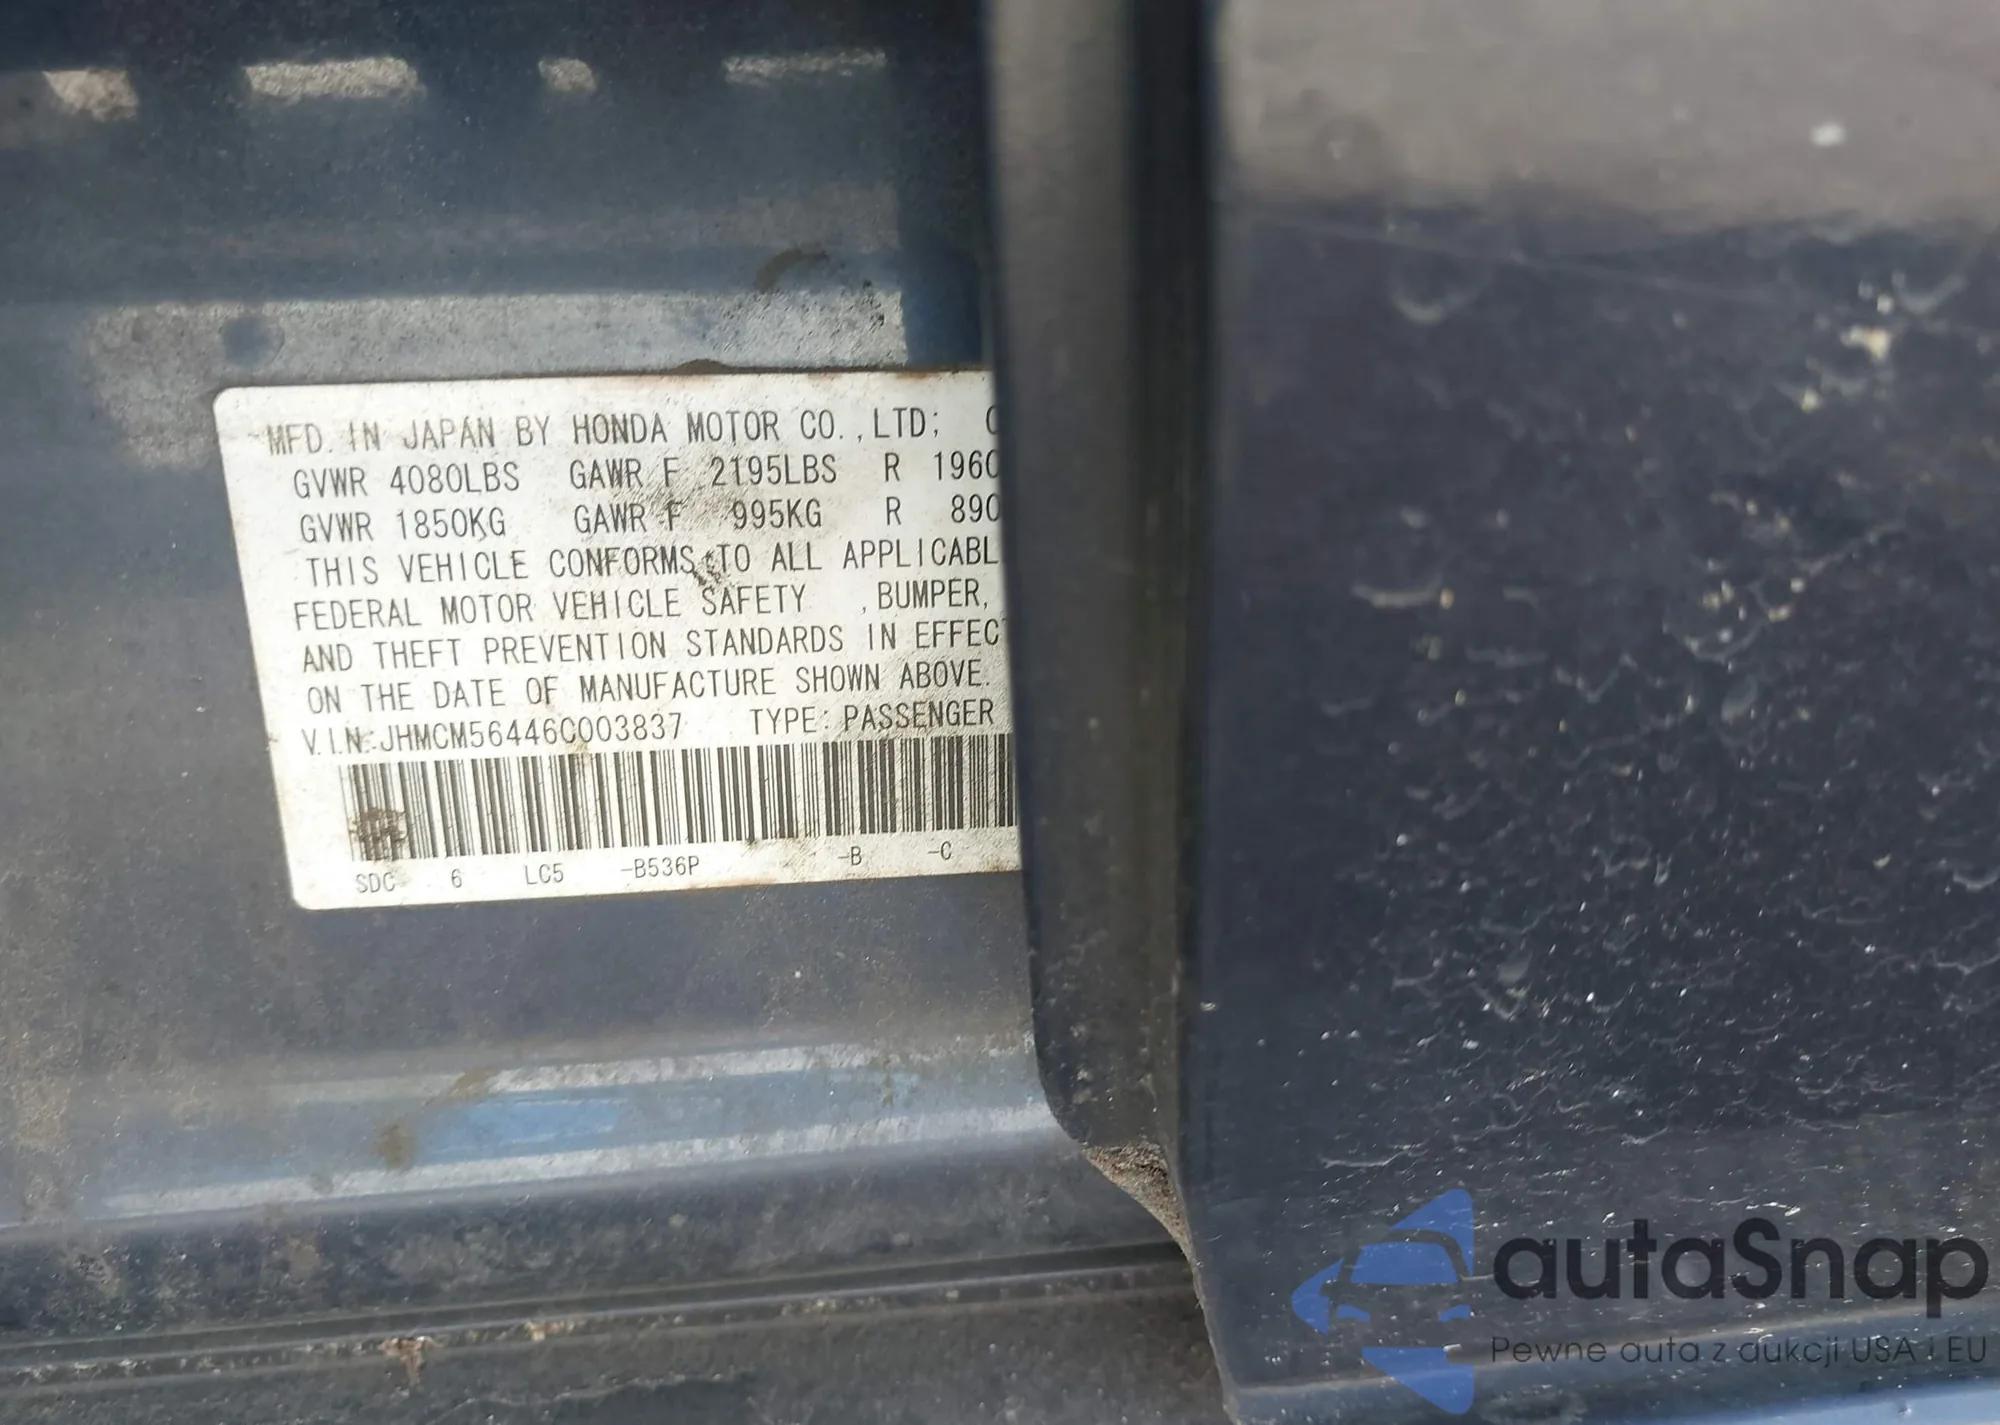 MFD. IN JAPAN BY HONDA MOTOR CO.,LTD;
GVWR 4080LBS GAWR F 2195LBS R 1960
GVWR 1850KG GAWR F 995KG R 890
THIS VEHICLE CONFORMS TO ALL APPLICABL
FEDERAL MOTOR VEHICLE SAFETY ,BUMPER,
AND THEFT PREVENTION STANDARDS IN EFFECT
ON THE DATE OF MANUFACTURE SHOWN ABOVE.
V.I.N:JHMCM56446C003837 TYPE: PASSENGER
SDC 6 LC5 -B536P -B -C
autaSnap
Pewne auta z aukcji USA i EU